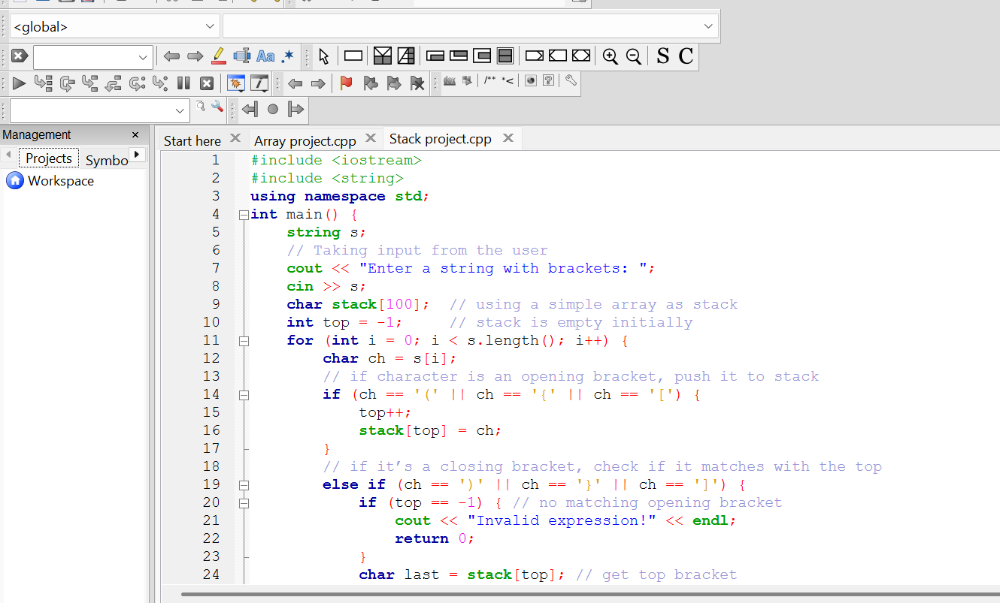 <global>
Aa
S C
/** *<
Management ×
Projects Symbo
Workspace
Start here Array project.cpp Stack project.cpp
1 #include <iostream>
2 #include <string>
3 using namespace std;
4 int main() {
5 string s;
6 // Taking input from the user
7 cout << "Enter a string with brackets: ";
8 cin >> s;
9 char stack[100]; // using a simple array as stack
10 int top = -1; // stack is empty initially
11 for (int i = 0; i < s.length(); i++) {
12 char ch = s[i];
13 // if character is an opening bracket, push it to stack
14 if (ch == '(' || ch == '{' || ch == '[') {
15 top++;
16 stack[top] = ch;
17 }
18 // if it’s a closing bracket, check if it matches with the top
19 else if (ch == ')' || ch == '}' || ch == ']') {
20 if (top == -1) { // no matching opening bracket
21 cout << "Invalid expression!" << endl;
22 return 0;
23 }
24 char last = stack[top]; // get top bracket